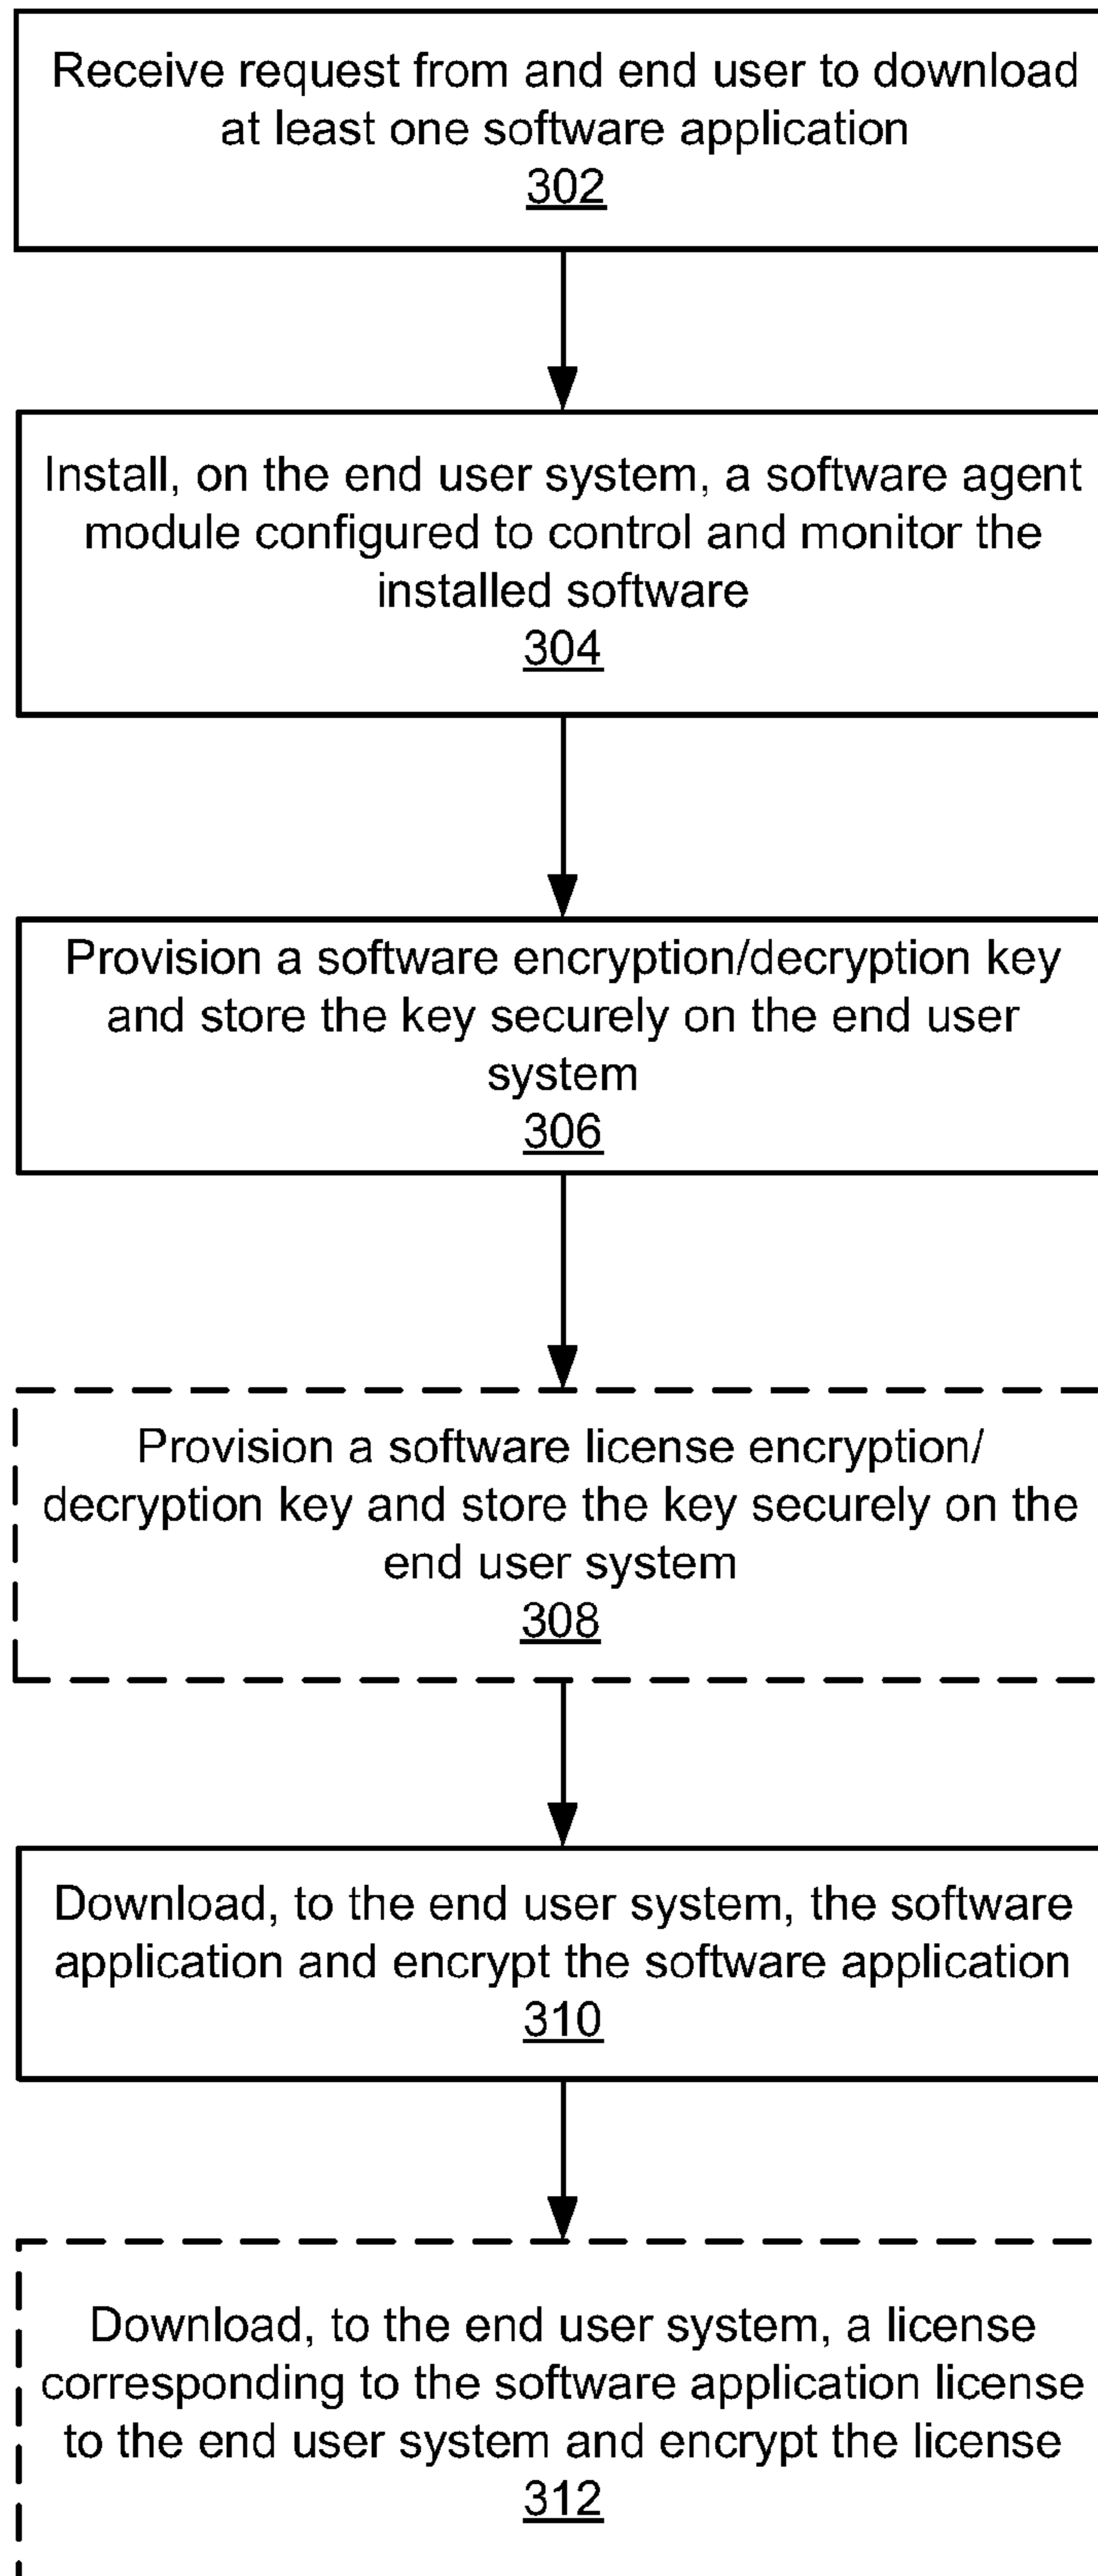 Receive request from and end user to download
at least one software application
302
Install, on the end user system, a software agent
module configured to control and monitor the
installed software
304
Provision a software encryption/decryption key
and store the key securely on the end user
system
306
Provision a software license encryption/
decryption key and store the key securely on the
end user system
308
Download, to the end user system, the software
application and encrypt the software application
310
Download, to the end user system, a license
corresponding to the software application license
to the end user system and encrypt the license
312